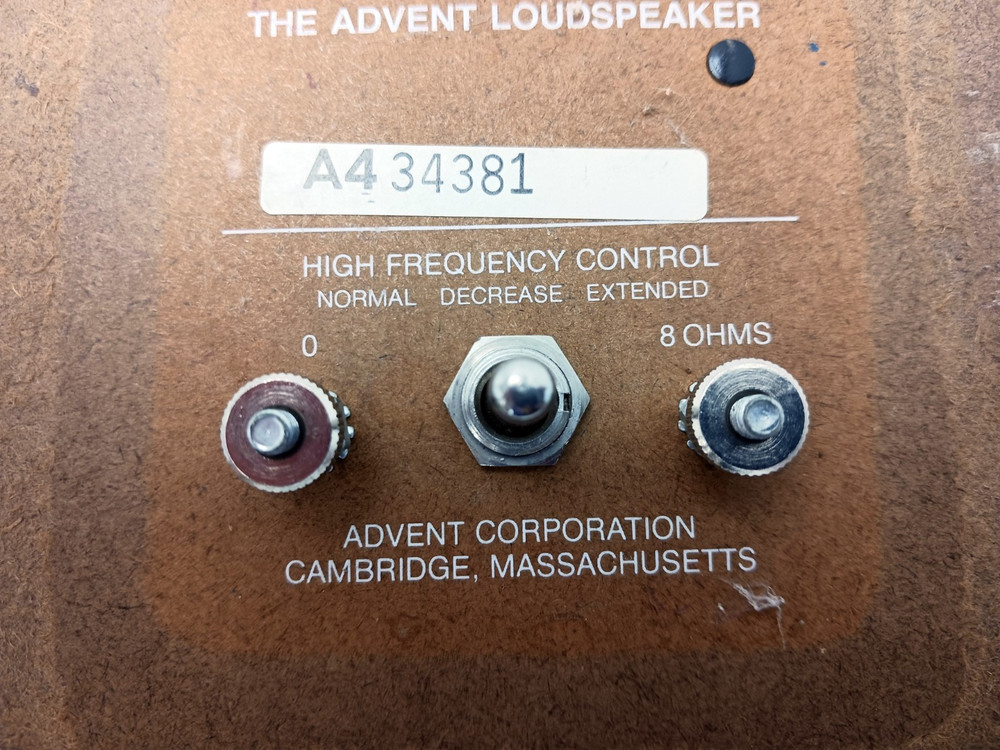 THE ADVENT LOUDSPEAKER
A4 34381
HIGH FREQUENCY CONTROL
NORMAL DECREASE EXTENDED
0 8 OHMS
ADVENT CORPORATION
CAMBRIDGE, MASSACHUSETTS